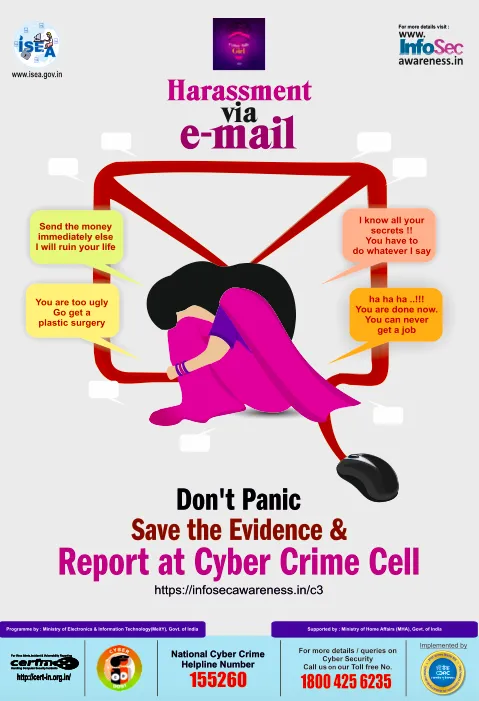 ISEA
www.isea.gov.in
For more details visit :
www.
InfoSec
awareness.in
Harassment
via
e-mail
Send the money
immediately else
I will ruin your life
I know all your
secrets !!
You have to
do whatever I say
You are too ugly
Go get a
plastic surgery
ha ha ha ..!!!
You are done now.
You can never
get a job
Don't Panic
Save the Evidence &
Report at Cyber Crime Cell
https://infosecawareness.in/c3
Programme by : Ministry of Electronics & Information Technology(MeitY), Govt. of India
Supported by : Ministry of Home Affairs (MHA), Govt. of India
http://cert-in.org.in/
CYBER
National Cyber Crime
Helpline Number
155260
For more details / queries on
Cyber Security
Call us on our Toll free No.
1800 425 6235
Implemented by